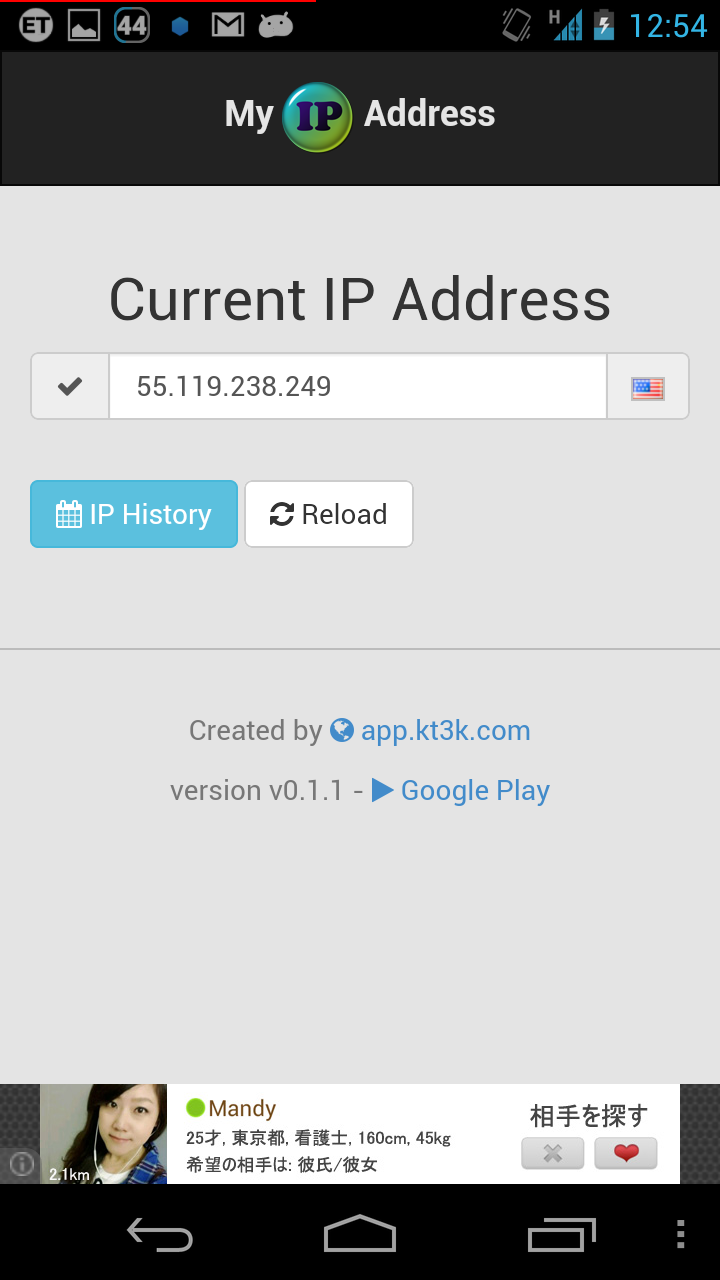 ET
44
H
12:54
My IP Address
Current IP Address
55.119.238.249
IP History
Reload
Created by app.kt3k.com
version v0.1.1 - Google Play
Mandy
25才, 東京都, 看護士, 160cm, 45kg
希望の相手は: 彼氏/彼女
2.1km
相手を探す